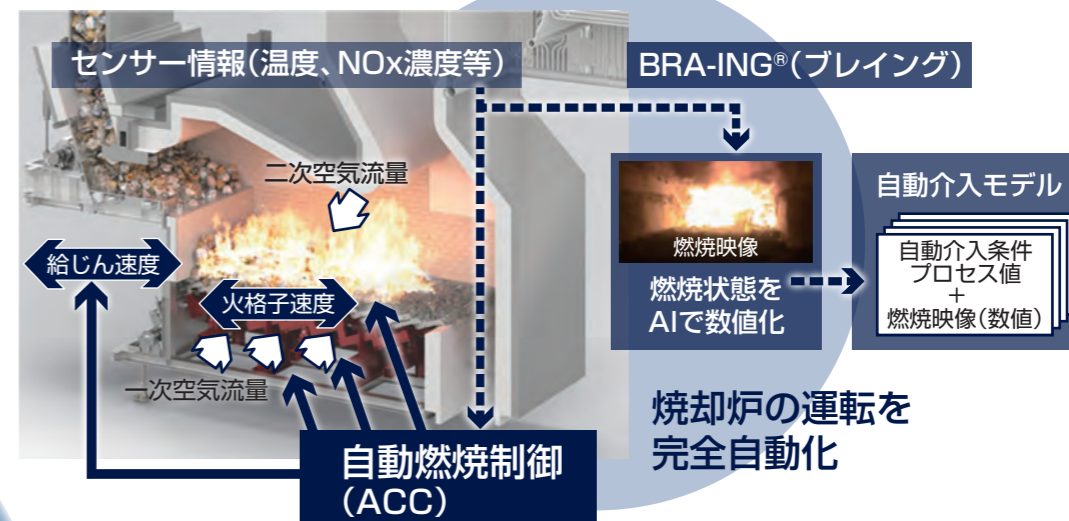 センサー情報(温度、NOx濃度等)
BRA-ING®(ブレイング)
二次空気流量
給じん速度
火格子速度
一次空気流量
燃焼映像
燃焼状態を
AIで数値化
自動介入モデル
自動介入条件
プロセス値
+
燃焼映像(数値)
自動燃焼制御
(ACC)
焼却炉の運転を
完全自動化